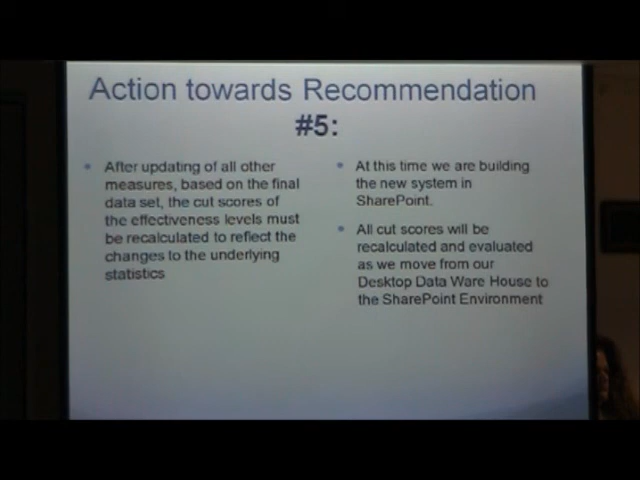 Action towards Recommendation
#5:
• After updating of all other
measures, based on the final
data set, the cut scores of
the effectiveness levels must
be recalculated to reflect the
changes to the underlying
statistics
• At this time we are building
the new system in
SharePoint.
• All cut scores will be
recalculated and evaluated
as we move from our
Desktop Data Ware House to
the SharePoint Environment